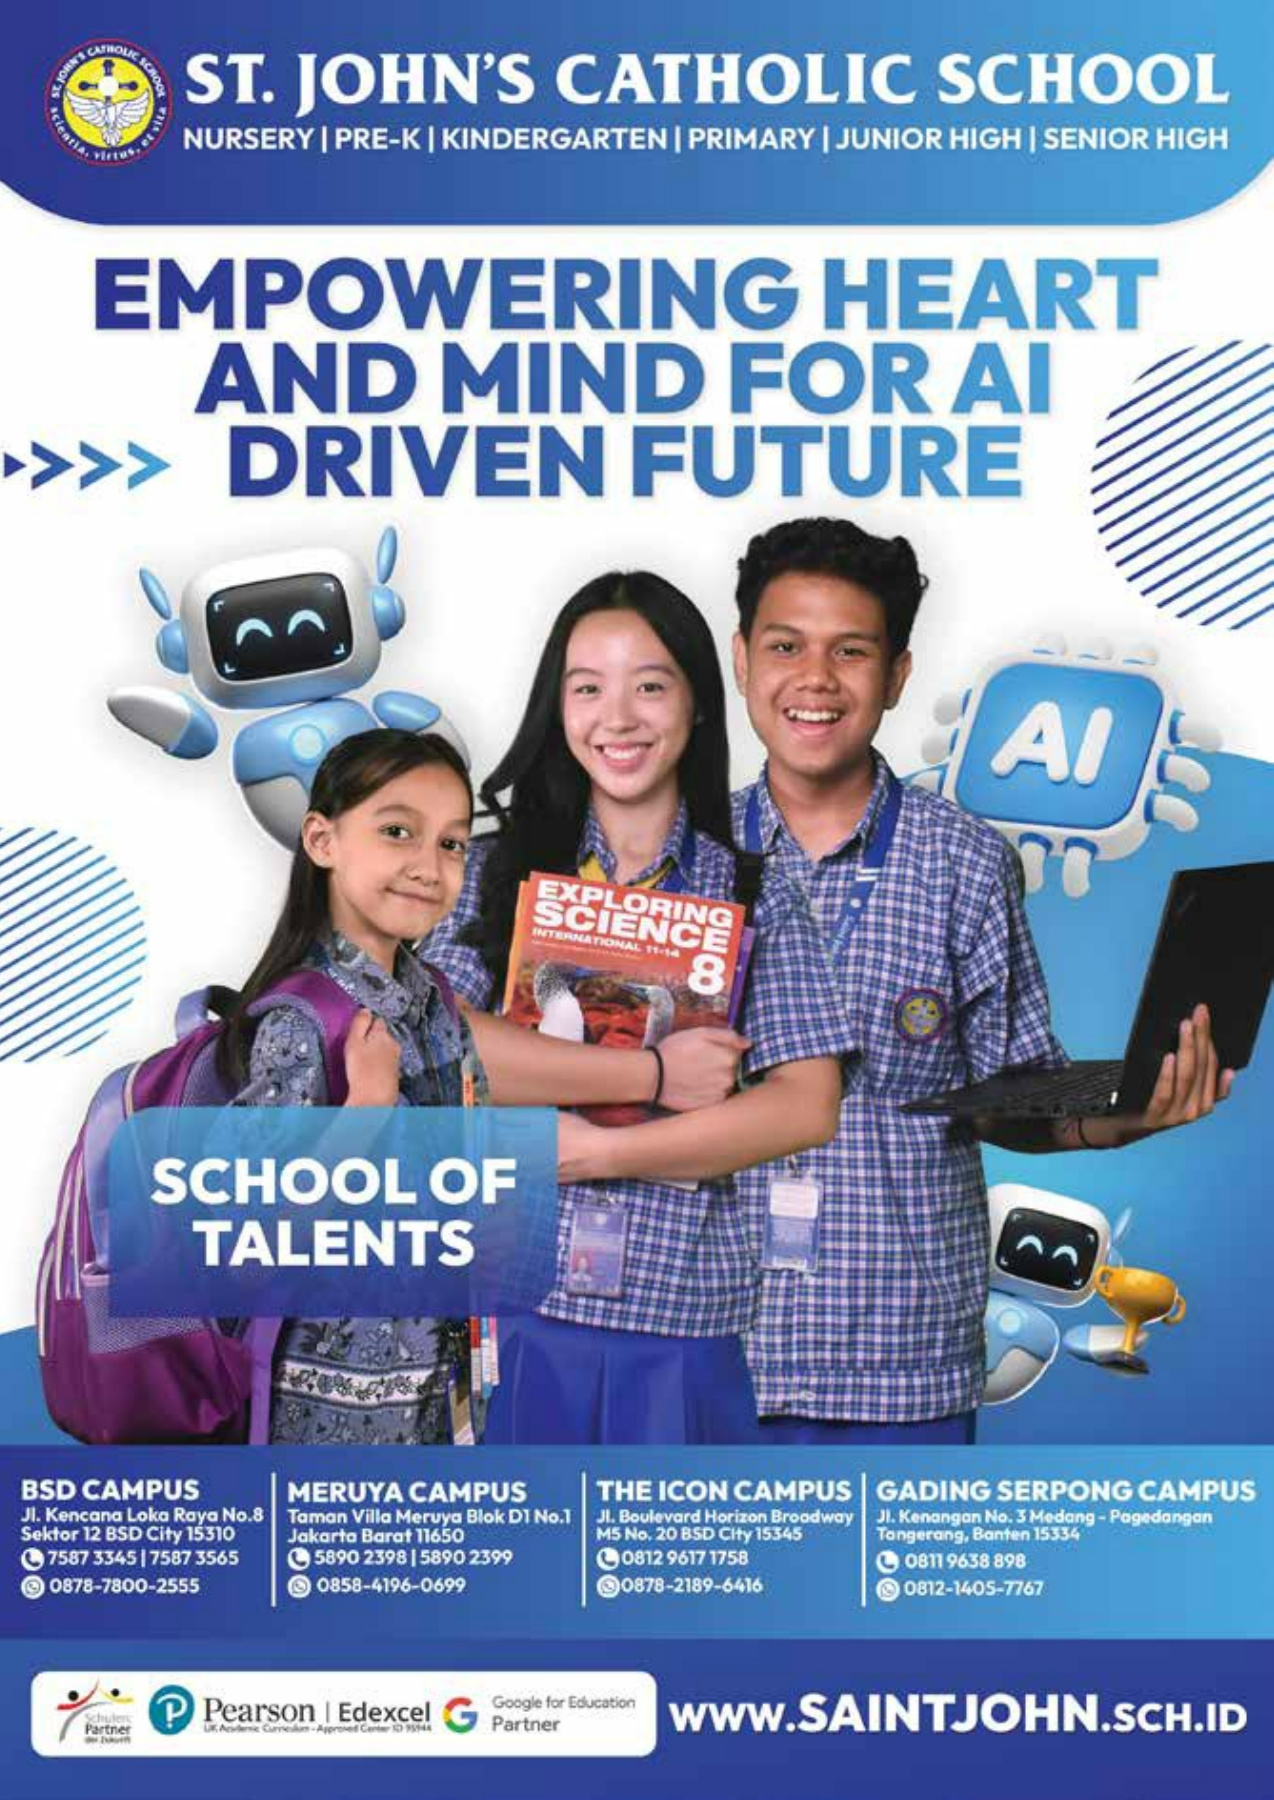 ST. JOHN'S CATHOLIC SCHOOL
scientia, virtus, et vita
ST. JOHN'S CATHOLIC SCHOOL
NURSERY | PRE-K | KINDERGARTEN | PRIMARY | JUNIOR HIGH | SENIOR HIGH
EMPOWERING HEART
AND MIND FOR AI
DRIVEN FUTURE
AI
EXPLORING
SCIENCE
INTERNATIONAL 11-14
8
SCHOOL OF
TALENTS
BSD CAMPUS
Jl. Kencana Loka Raya No.8
Sektor 12 BSD City 15310
7587 3345 | 7587 3565
0878-7800-2555
MERUYA CAMPUS
Taman Villa Meruya Blok D1 No.1
Jakarta Barat 11650
5890 2398 | 5890 2399
0858-4196-0699
THE ICON CAMPUS
Jl. Boulevard Horizon Broadway
M5 No. 20 BSD City 15345
0812 9617 1758
0878-2189-6416
GADING SERPONG CAMPUS
Jl. Kenangan No. 3 Medang - Pagedangan
Tangerang, Banten 15334
0811 9638 898
0812-1405-7767
Schulen:
Partner
der Zukunft
Pearson | Edexcel
UK Academic Curriculum - Approved Center ID 95944
Google for Education
Partner
WWW.SAINTJOHN.SCH.ID